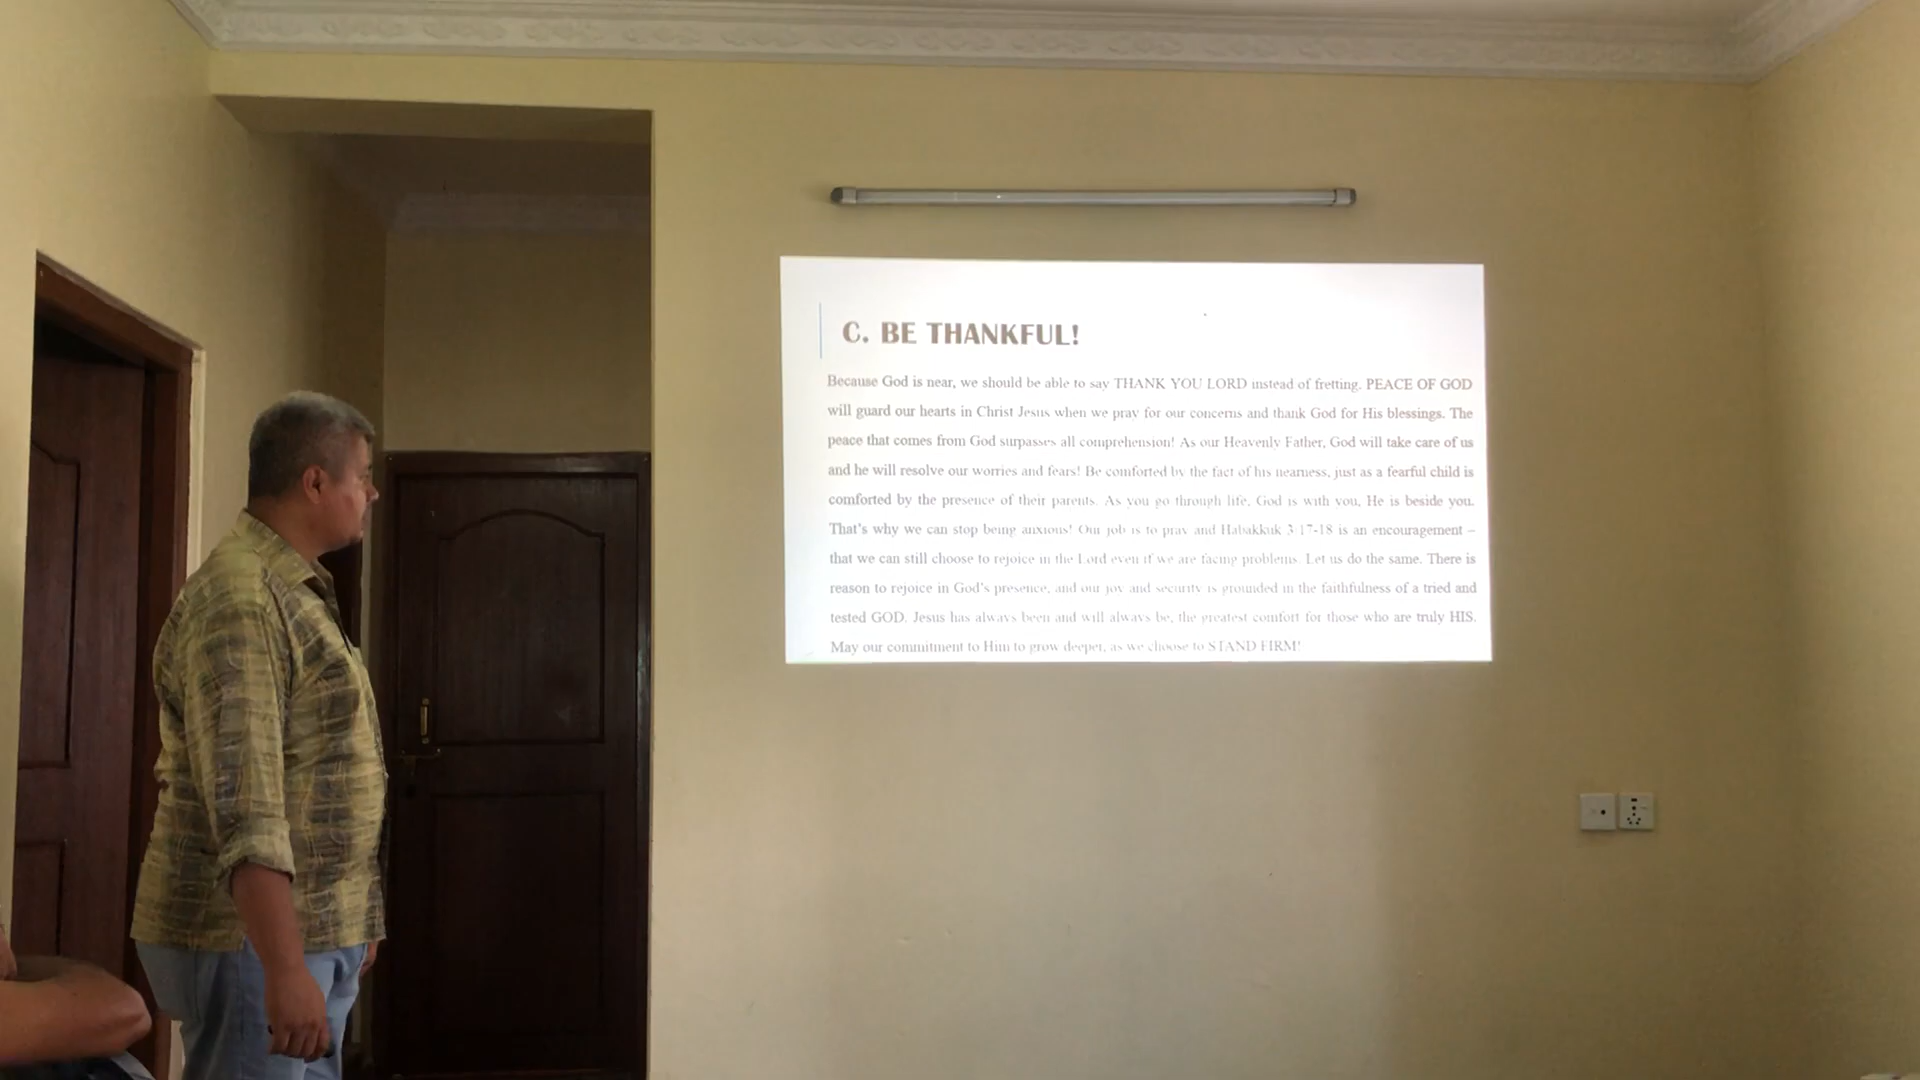 C. BE THANKFUL!
Because God is near, we should be able to say THANK YOU LORD instead of fretting. PEACE OF GOD
will guard our hearts in Christ Jesus when we pray for our concerns and thank God for His blessings. The
peace that comes from God surpasses all comprehension! As our Heavenly Father, God will take care of us
and he will resolve our worries and fears! Be comforted by the fact of his nearness, just as a fearful child is
comforted by the presence of their parents. As you go through life, God is with you, He is beside you.
That's why we can stop being anxious! Our job is to pray and Habakkuk 3:17-18 is an encouragement –
that we can still choose to rejoice in the Lord even if we are facing problems. Let us do the same. There is
reason to rejoice in God's presence, and our joy and security is grounded in the faithfulness of a tried and
tested GOD. Jesus has always been and will always be, the greatest comfort for those who are truly HIS.
May our commitment to Him to grow deeper, as we choose to STAND FIRM!